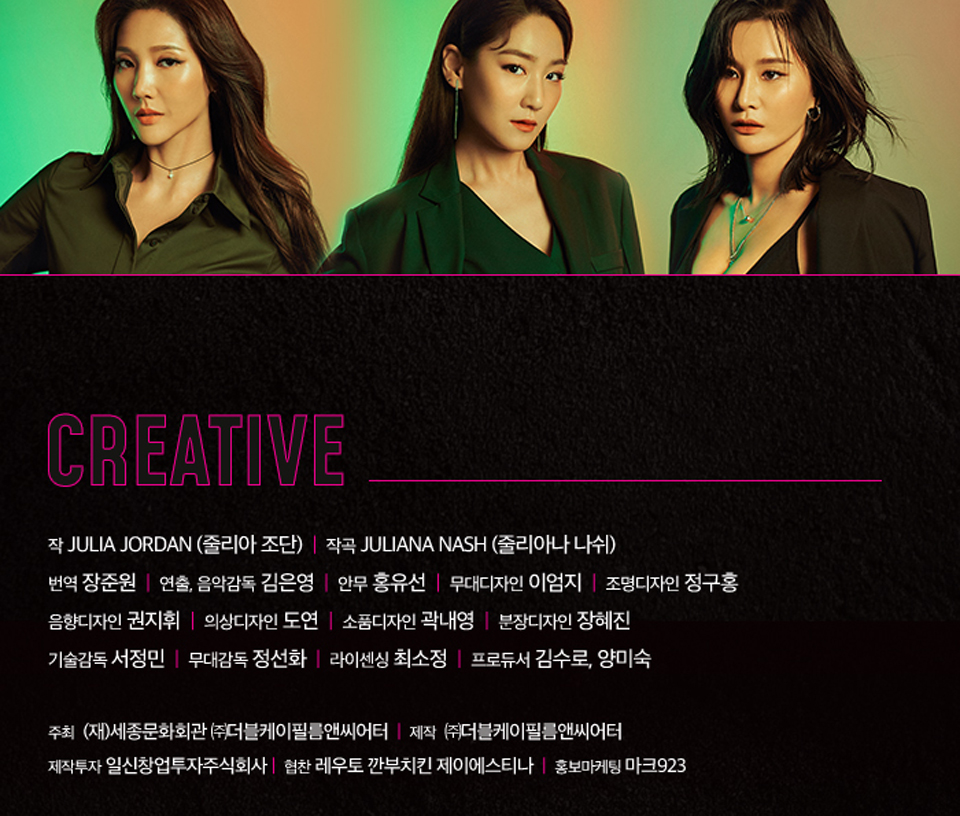 CREATIVE
작 JULIA JORDAN (줄리아 조단) | 작곡 JULIANA NASH (줄리아나 나쉬)
번역 장준원 | 연출, 음악감독 김은영 | 안무 홍유선 | 무대디자인 이엄지 | 조명디자인 정구홍
음향디자인 권지휘 | 의상디자인 도연 | 소품디자인 곽내영 | 분장디자인 장혜진
기술감독 서정민 | 무대감독 정선화 | 라이센싱 최소정 | 프로듀서 김수로, 양미숙
주최 (재)세종문화회관 ㈜더블케이필름앤씨어터 | 제작 ㈜더블케이필름앤씨어터
제작투자 일신창업투자주식회사 | 협찬 레우토 깐부치킨 제이에스티나 | 홍보마케팅 마크923